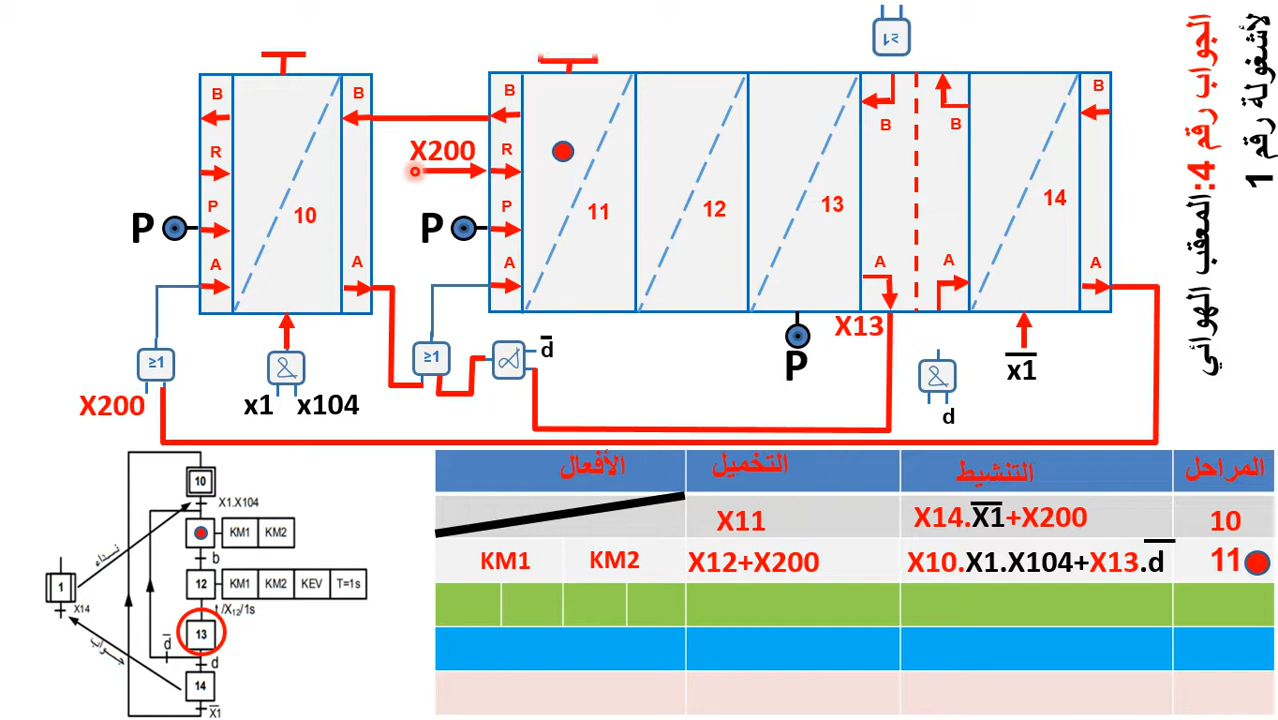 لأشغولة رقم 1
الجواب رقم 4: المعقب الهوائي
≥1
B B B B B B
R X200 R
10 11 12 13 14
P P P P
A A A A A A
X13
P
≥1 & ≥1 & d̅ & x̅1̅
X200 x1 x104 d
الأفعال التخميل التنشيط المراحل
X11 X14.X̅1̅+X200 10
KM1 KM2 X12+X200 X10.X1.X104+X13.d̅ 11
10
X1.X104
KM1 KM2
b
نداء
1
X14
12 KM1 KM2 KEV T=1s
t/X12/1s
13
d̅
d
جواب
14
X̅1̅